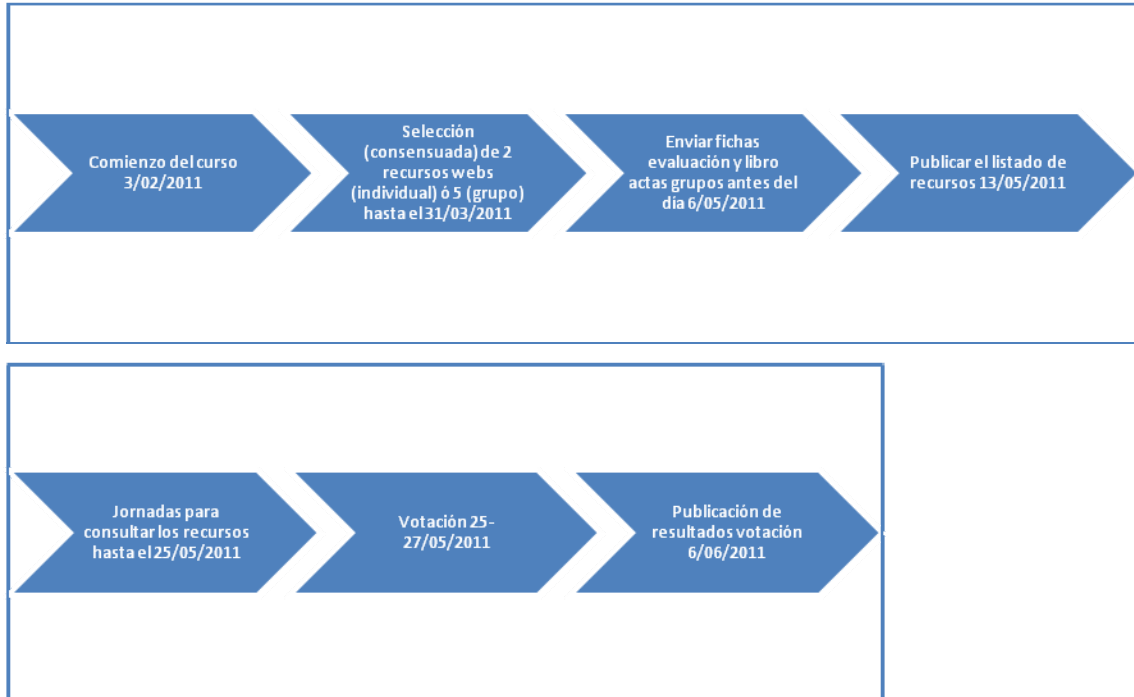 Comienzo del curso
3/02/2011
Selección
(consensuada) de 2
recursos webs
(individual) ó 5 (grupo)
hasta el 31/03/2011
Enviar fichas
evaluación y libro
actas grupos antes del
día 6/05/2011
Publicar el listado de
recursos 13/05/2011
Jornadas para
consultar los recursos
hasta el 25/05/2011
Votación 25-
27/05/2011
Publicación de
resultados votación
6/06/2011